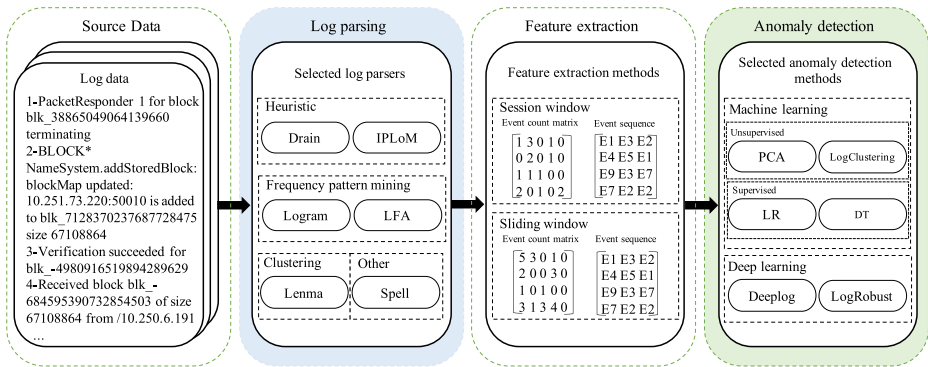 Source Data
Log data
1-PacketResponder 1 for block
blk_38865049064139660
terminating
2-BLOCK*
NameSystem.addStoredBlock:
blockMap updated:
10.251.73.220:50010 is added
to blk_7128370237687728475
size 67108864
3-Verification succeeded for
blk_-4980916519894289629
4-Received block blk_-
684595390732854503 of size
67108864 from /10.250.6.191
…
Log parsing
Selected log parsers
Heuristic
Drain IPLoM
Frequency pattern mining
Logram LFA
Clustering Other
Lenma Spell
Feature extraction
Feature extraction methods
Session window
Event count matrix Event sequence
1 3 0 1 0 E1 E3 E2
0 2 0 1 0 E4 E5 E1
1 1 1 0 0 E9 E3 E7
2 0 1 0 2 E7 E2 E2
Sliding window
Event count matrix Event sequence
5 3 0 1 0 E1 E3 E2
2 0 0 3 0 E4 E5 E1
1 0 1 0 0 E9 E3 E7
3 1 3 4 0 E7 E2 E2
Anomaly detection
Selected anomaly detection
methods
Machine learning
Unsupervised
PCA LogClustering
Supervised
LR DT
Deep learning
Deeplog LogRobust